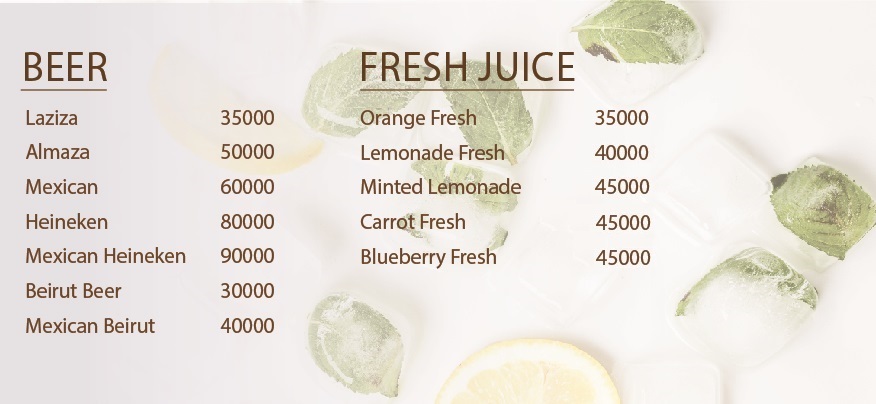 BEER
Laziza 35000
Almaza 50000
Mexican 60000
Heineken 80000
Mexican Heineken 90000
Beirut Beer 30000
Mexican Beirut 40000
FRESH JUICE
Orange Fresh 35000
Lemonade Fresh 40000
Minted Lemonade 45000
Carrot Fresh 45000
Blueberry Fresh 45000